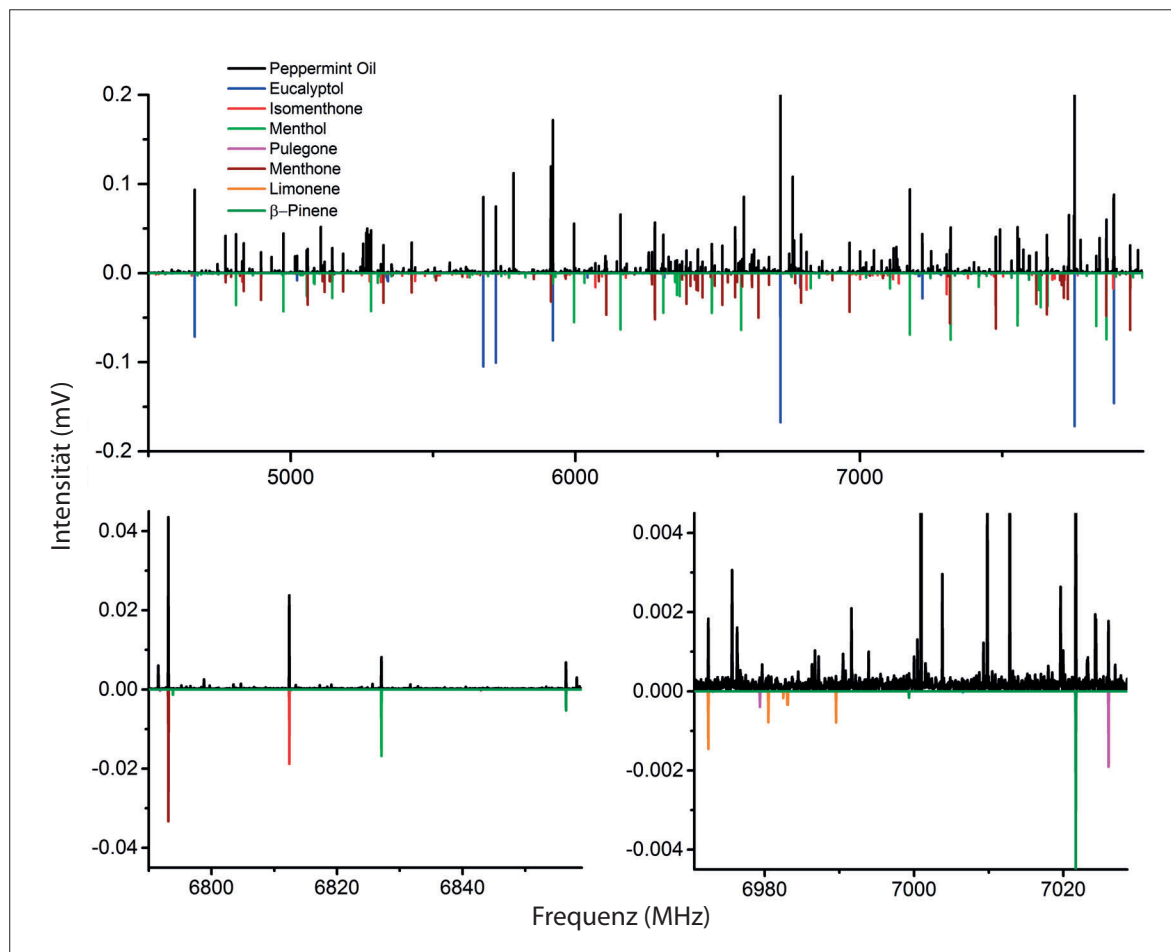 Peppermint Oil
Eucalyptol
Isomenthone
Menthol
Pulegone
Menthone
Limonene
β–Pinene
0.2
0.1
0.0
-0.1
-0.2
5000 6000 7000
Intensität (mV)
0.04
0.02
0.00
-0.02
-0.04
6800 6820 6840
0.004
0.002
0.000
-0.002
-0.004
6980 7000 7020
Frequenz (MHz)